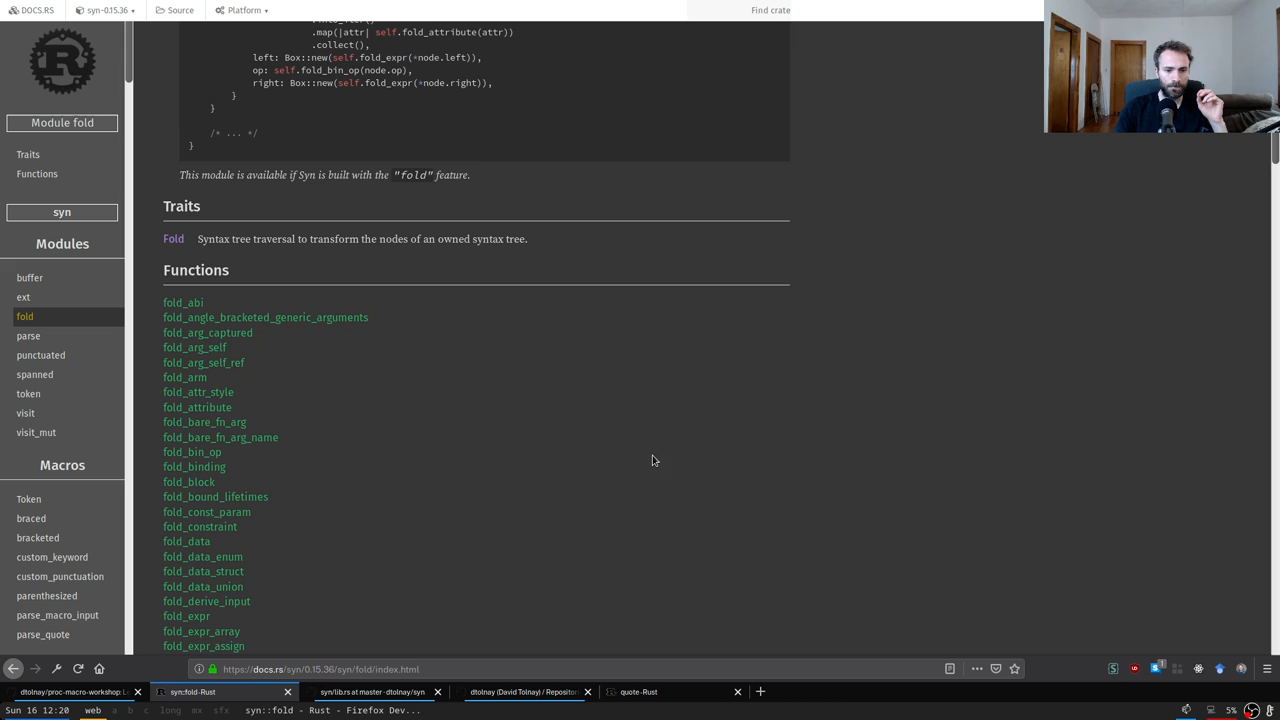 DOCS.RS
syn-0.15.36
Source
Platform
Find crate
.map(|attr| self.fold_attribute(attr))
.collect(),
left: Box::new(self.fold_expr(*node.left)),
op: self.fold_bin_op(node.op),
right: Box::new(self.fold_expr(*node.right)),
}
}
/* ... */
}
This module is available if Syn is built with the "fold" feature.
Traits
Fold Syntax tree traversal to transform the nodes of an owned syntax tree.
Functions
fold_abi
fold_angle_bracketed_generic_arguments
fold_arg_captured
fold_arg_self
fold_arg_self_ref
fold_arm
fold_attr_style
fold_attribute
fold_bare_fn_arg
fold_bare_fn_arg_name
fold_bin_op
fold_binding
fold_block
fold_bound_lifetimes
fold_const_param
fold_constraint
fold_data
fold_data_enum
fold_data_struct
fold_data_union
fold_derive_input
fold_expr
fold_expr_array
fold_expr_assign
Module fold
Traits
Functions
syn
Modules
buffer
ext
fold
parse
punctuated
spanned
token
visit
visit_mut
Macros
Token
braced
bracketed
custom_keyword
custom_punctuation
parenthesized
parse_macro_input
parse_quote
https://docs.rs/syn/0.15.36/syn/fold/index.html
dtolnay/proc-macro-workshop: Le
syn::fold - Rust
syn/lib.rs at master · dtolnay/syn
dtolnay (David Tolnay) / Reposito
quote - Rust
Sun 16 12:20 web a b c long mx sfx syn::fold - Rust - Firefox Dev...
5%